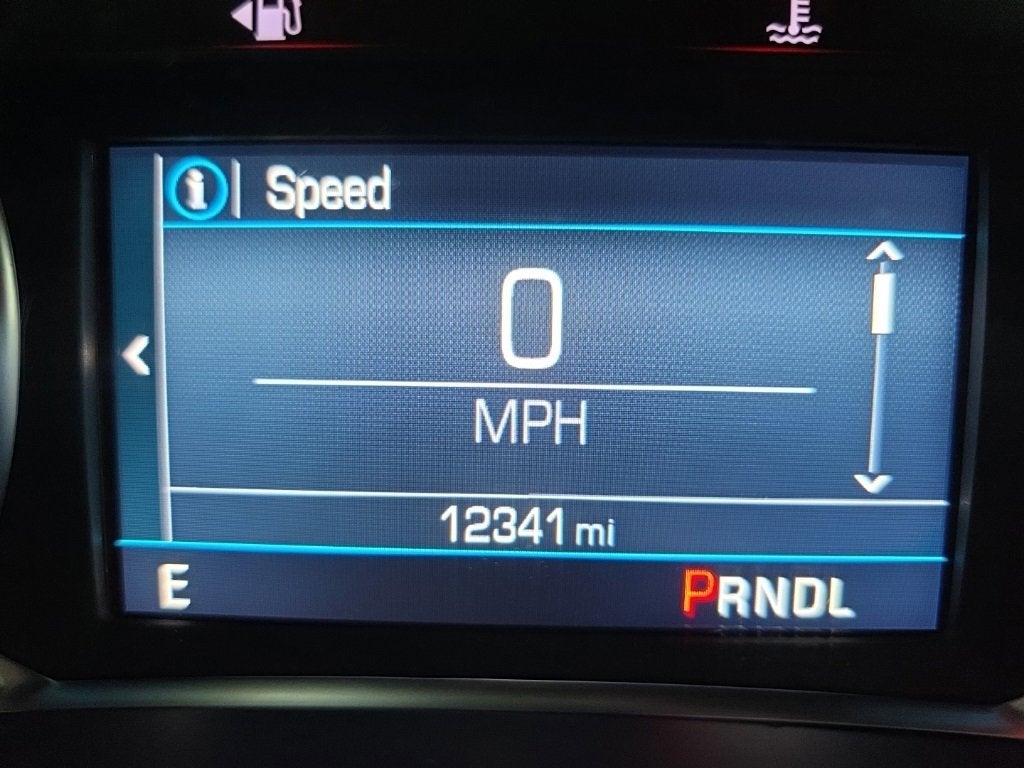 i Speed
0
MPH
12341 mi
E PRNDL